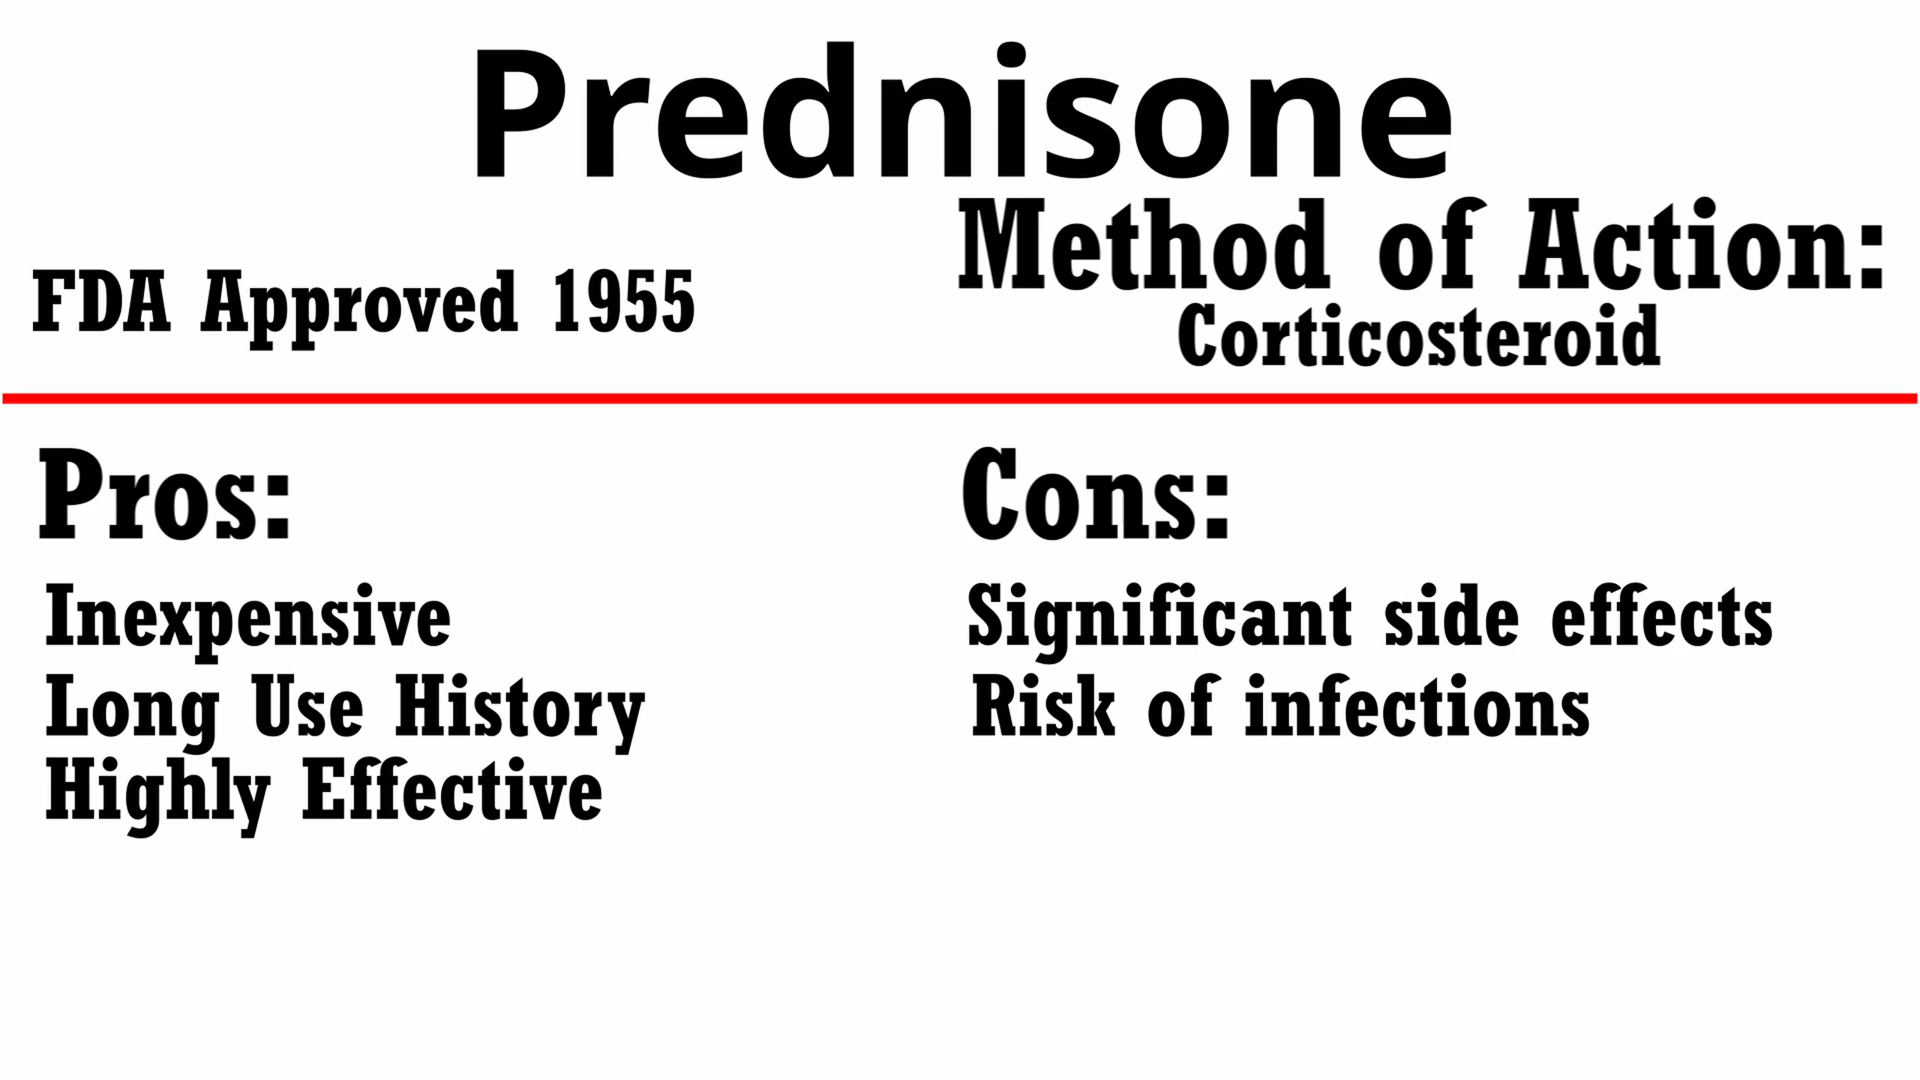 Prednisone
FDA Approved 1955
Method of Action:
Corticosteroid
Pros:
Inexpensive
Long Use History
Highly Effective
Cons:
Significant side effects
Risk of infections